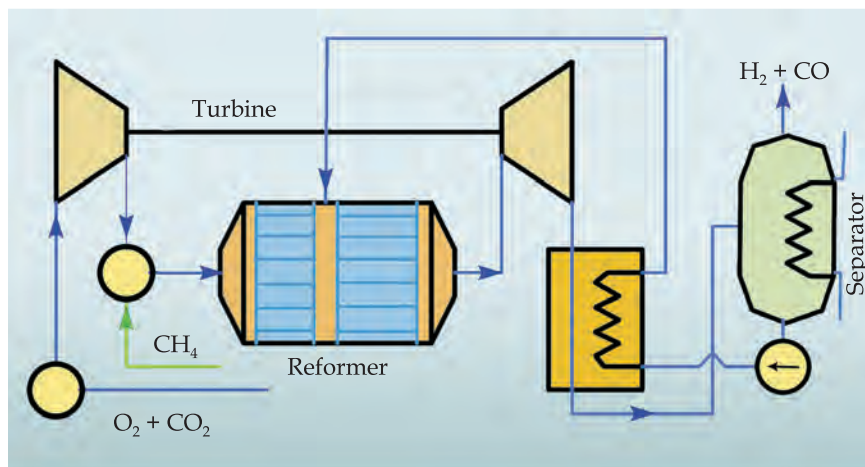 H₂ + CO
Turbine
Separator
CH₄
Reformer
O₂ + CO₂